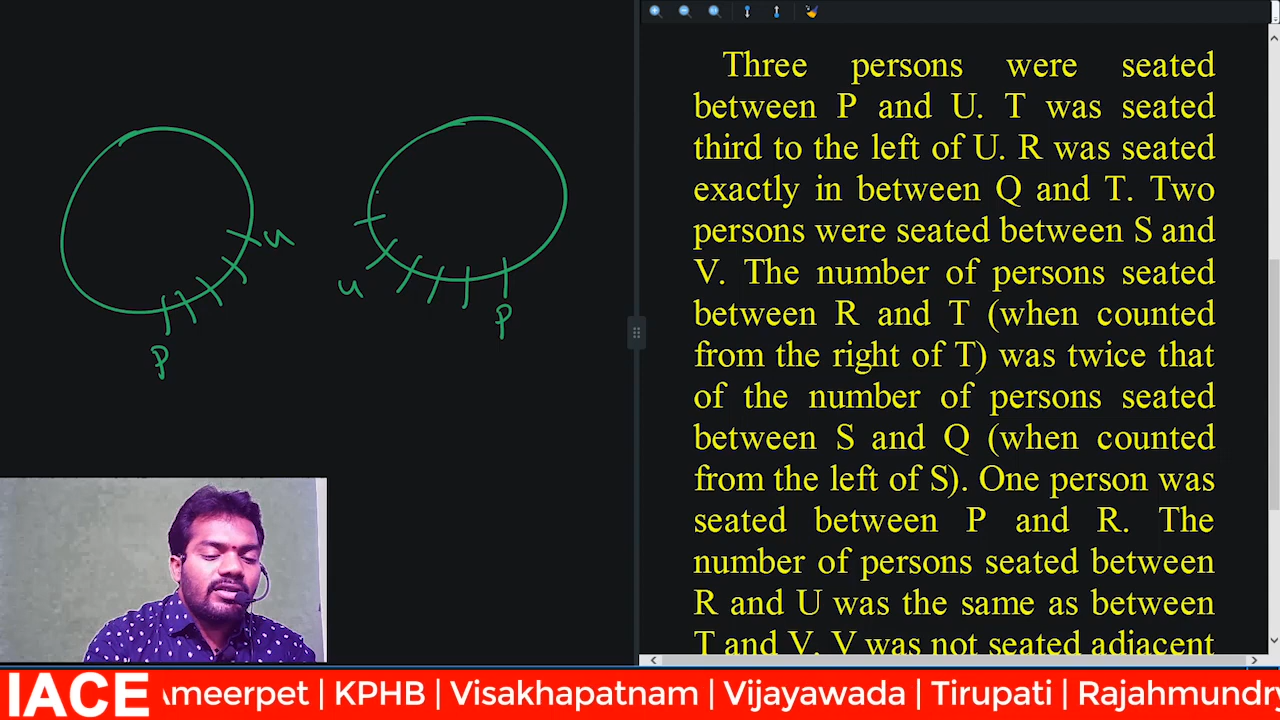 Three persons were seated
between P and U. T was seated
third to the left of U. R was seated
exactly in between Q and T. Two
persons were seated between S and
V. The number of persons seated
between R and T (when counted
from the right of T) was twice that
of the number of persons seated
between S and Q (when counted
from the left of S). One person was
seated between P and R. The
number of persons seated between
R and U was the same as between
T and V. V was not seated adjacent
u
P
u
P
IACE
Ameerpet | KPHB | Visakhapatnam | Vijayawada | Tirupati | Rajahmundry